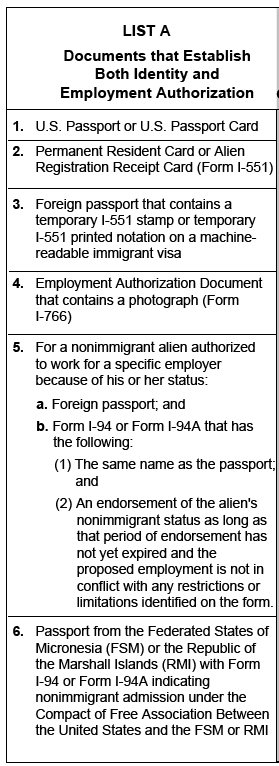 LIST A
Documents that Establish
Both Identity and
Employment Authorization
1. U.S. Passport or U.S. Passport Card
2. Permanent Resident Card or Alien
Registration Receipt Card (Form I-551)
3. Foreign passport that contains a
temporary I-551 stamp or temporary
I-551 printed notation on a machine-
readable immigrant visa
4. Employment Authorization Document
that contains a photograph (Form
I-766)
5. For a nonimmigrant alien authorized
to work for a specific employer
because of his or her status:
a. Foreign passport; and
b. Form I-94 or Form I-94A that has
the following:
(1) The same name as the passport;
and
(2) An endorsement of the alien's
nonimmigrant status as long as
that period of endorsement has
not yet expired and the
proposed employment is not in
conflict with any restrictions or
limitations identified on the form.
6. Passport from the Federated States of
Micronesia (FSM) or the Republic of
the Marshall Islands (RMI) with Form
I-94 or Form I-94A indicating
nonimmigrant admission under the
Compact of Free Association Between
the United States and the FSM or RMI